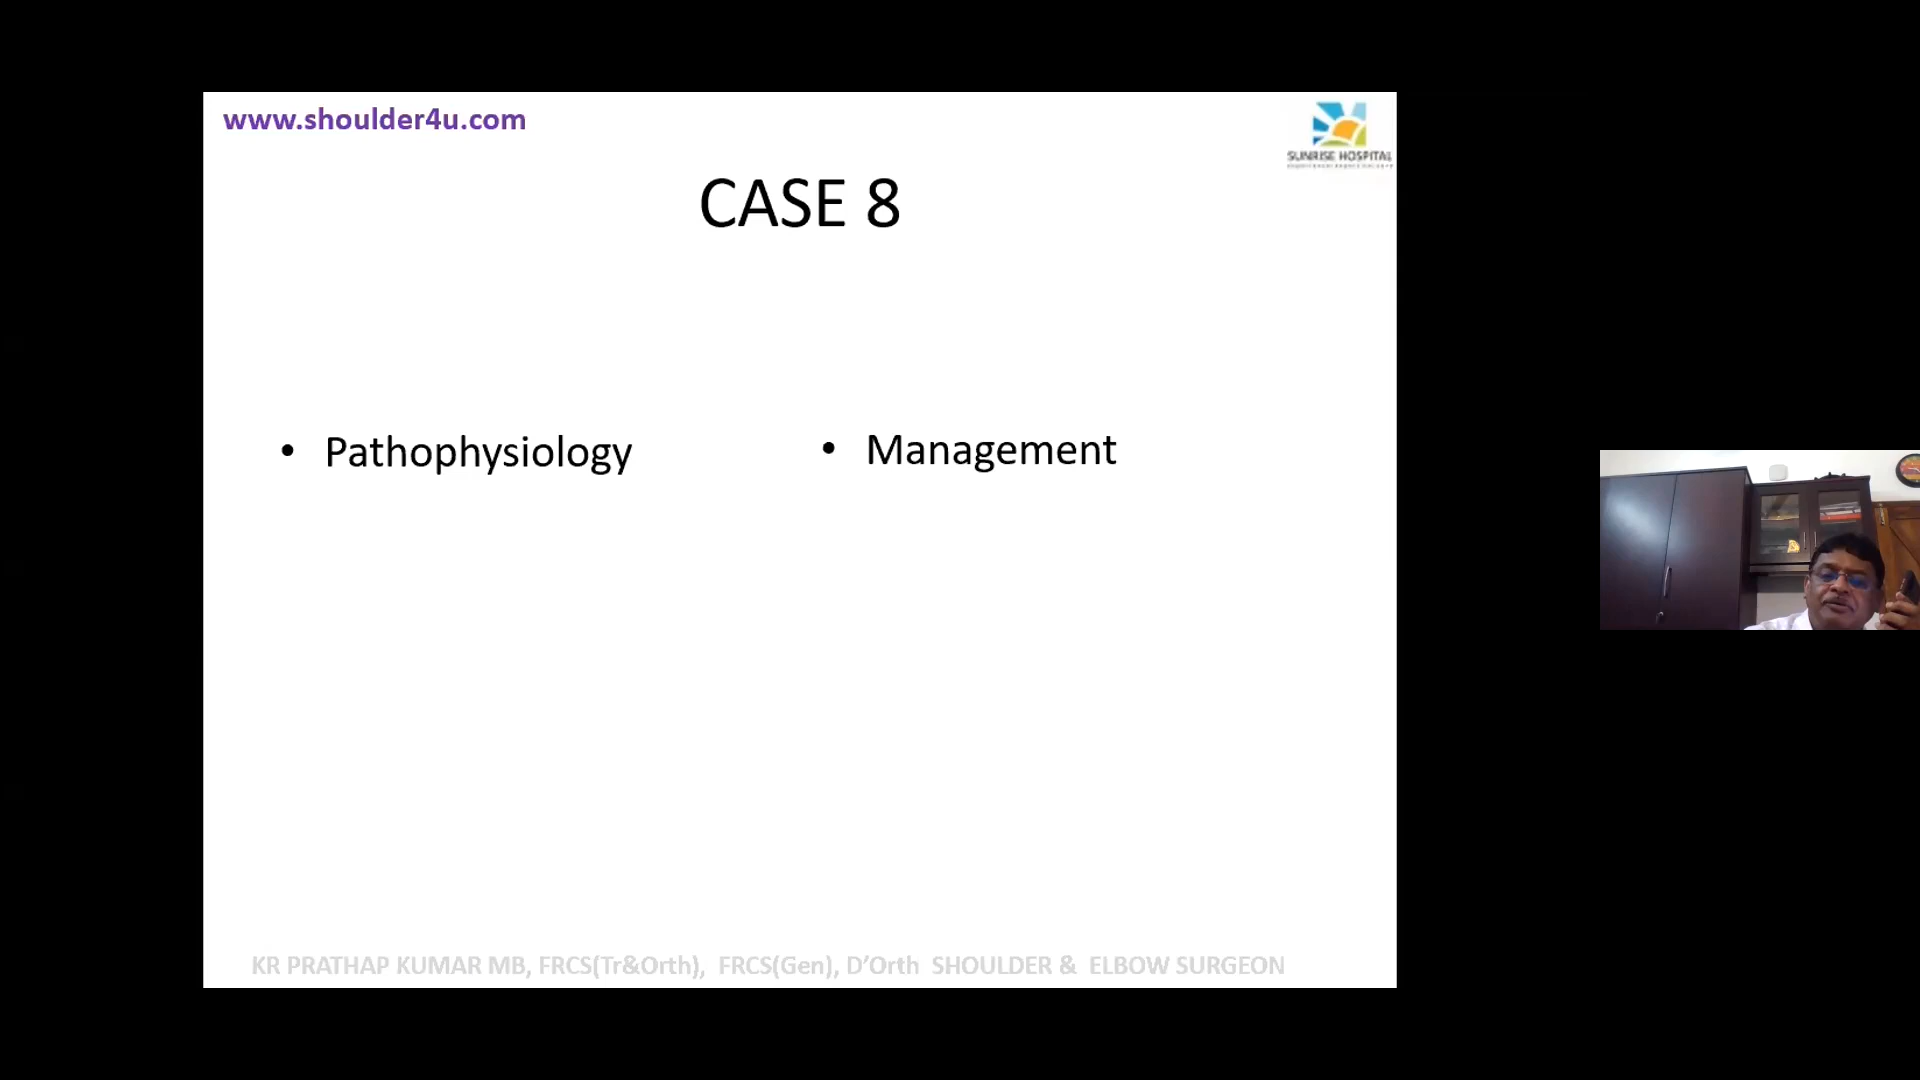 www.shoulder4u.com
SUNRISE HOSPITAL
CASE 8
• Pathophysiology
• Management
KR PRATHAP KUMAR MB, FRCS(Tr&Orth), FRCS(Gen), D’Orth SHOULDER & ELBOW SURGEON